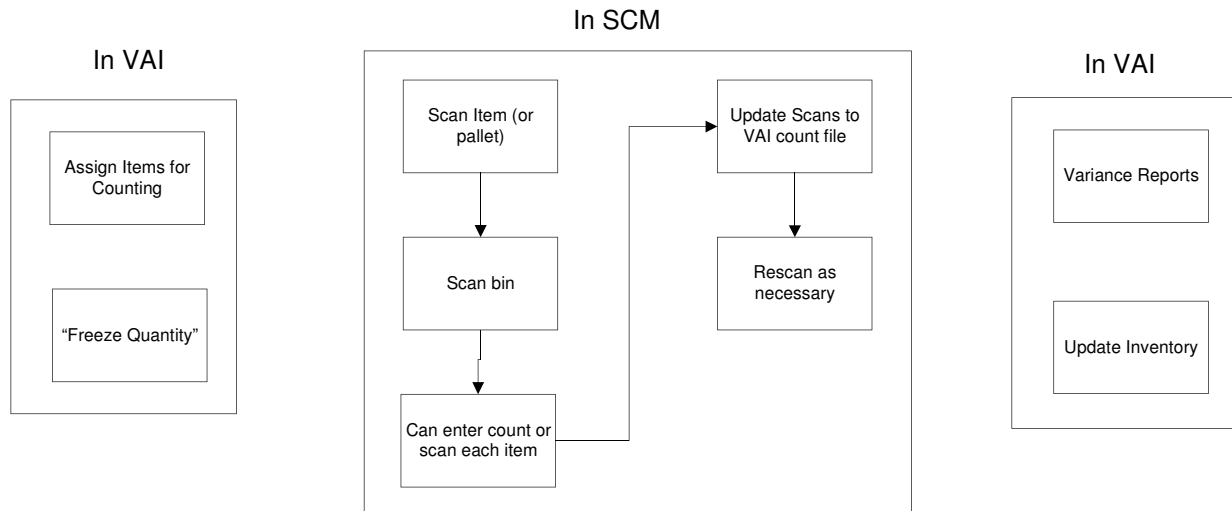 In VAI
Assign Items for
Counting
“Freeze Quantity”
In SCM
Scan Item (or
pallet)
Scan bin
Can enter count or
scan each item
Update Scans to
VAI count file
Rescan as
necessary
In VAI
Variance Reports
Update Inventory